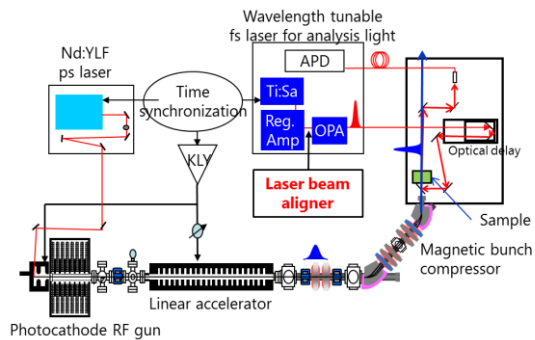 Wavelength tunable
fs laser for analysis light
Nd:YLF
ps laser
APD
Time
synchronization
Ti:Sa
Reg.
Amp
OPA
KLY
Optical delay
Laser beam
aligner
Sample
Magnetic bunch
compressor
Linear accelerator
Photocathode RF gun